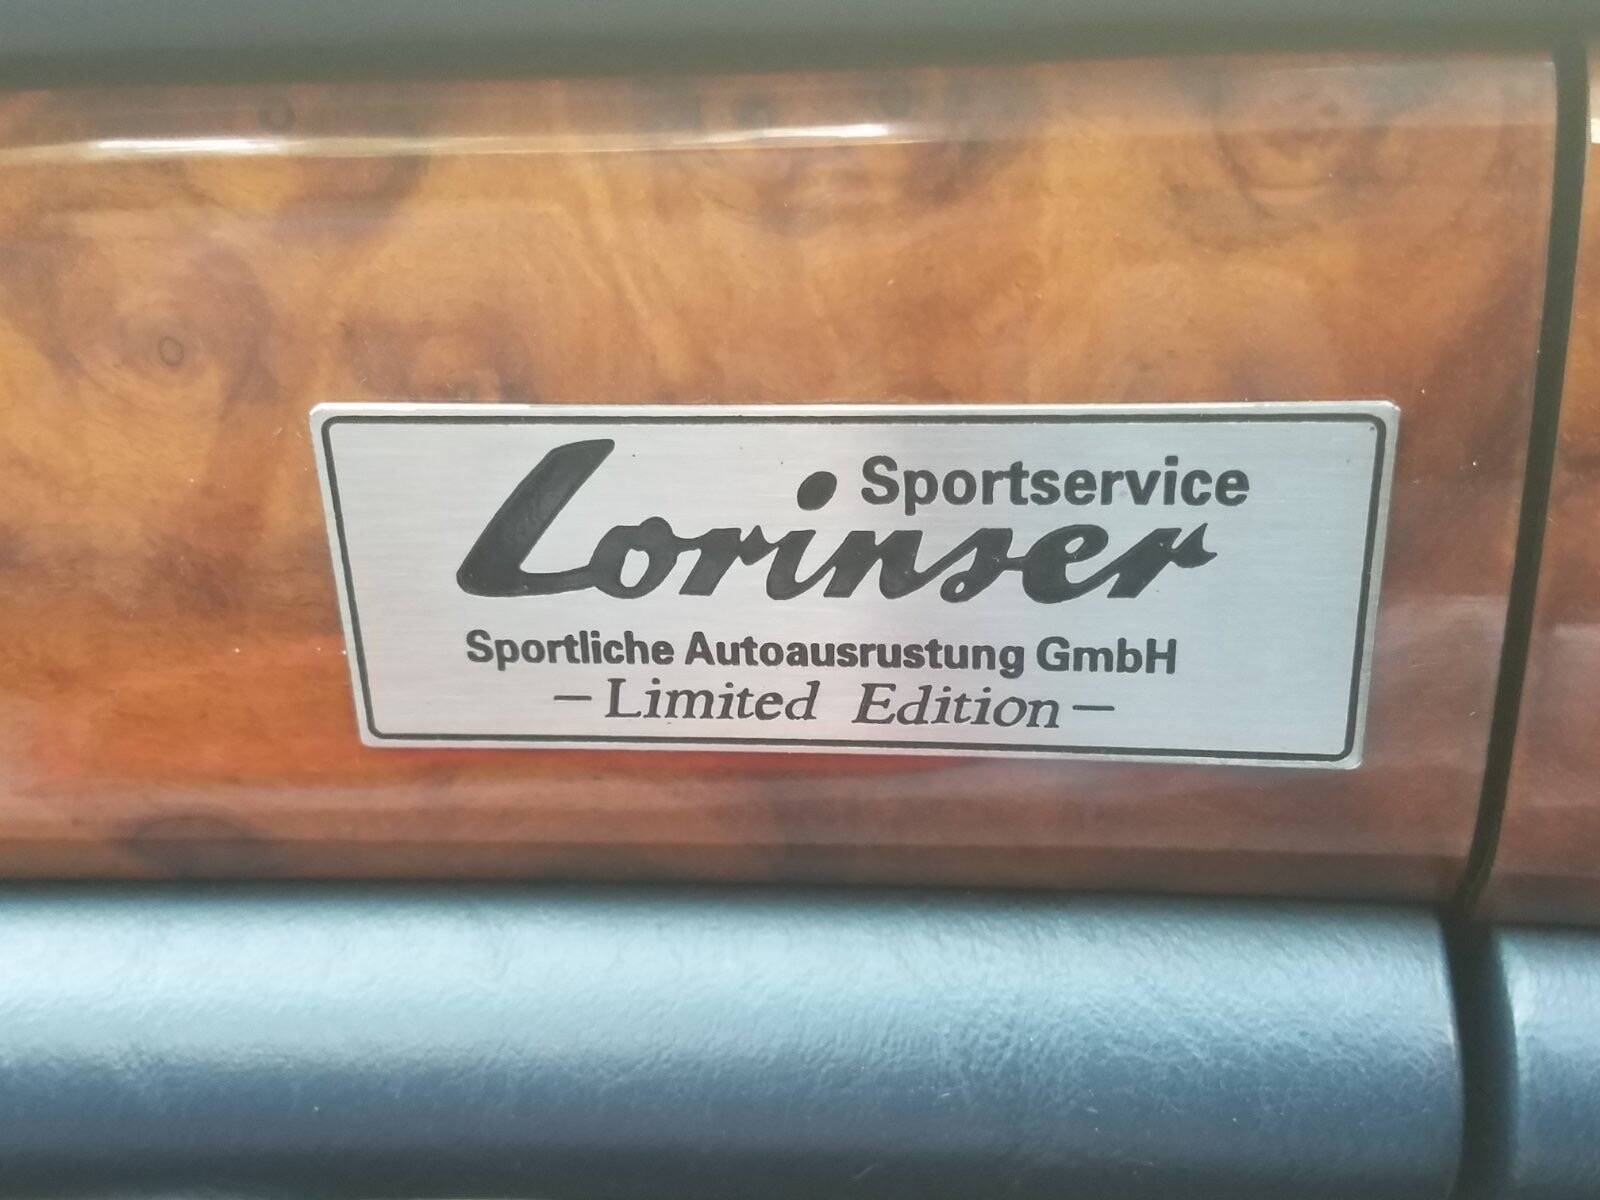 Sportservice
Lorinser
Sportliche Autoausrustung GmbH
– Limited Edition –